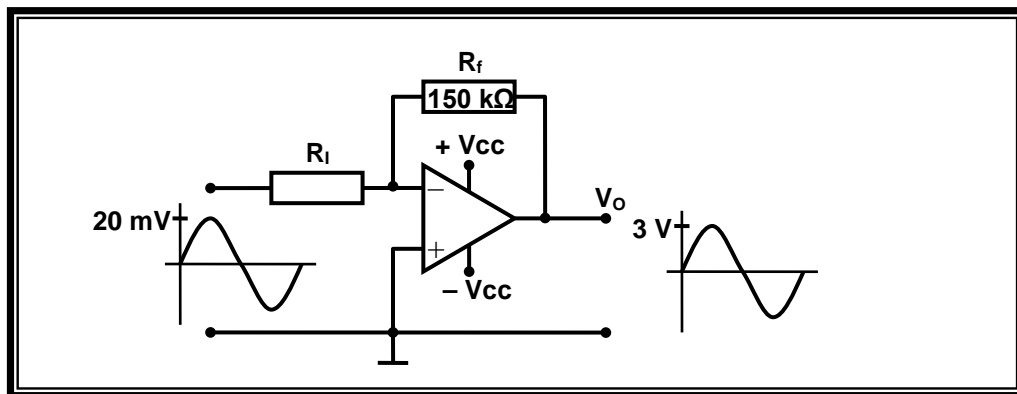 Rf
150 kΩ
+ Vcc
RI
−
VO
20 mV
3 V
+
− Vcc